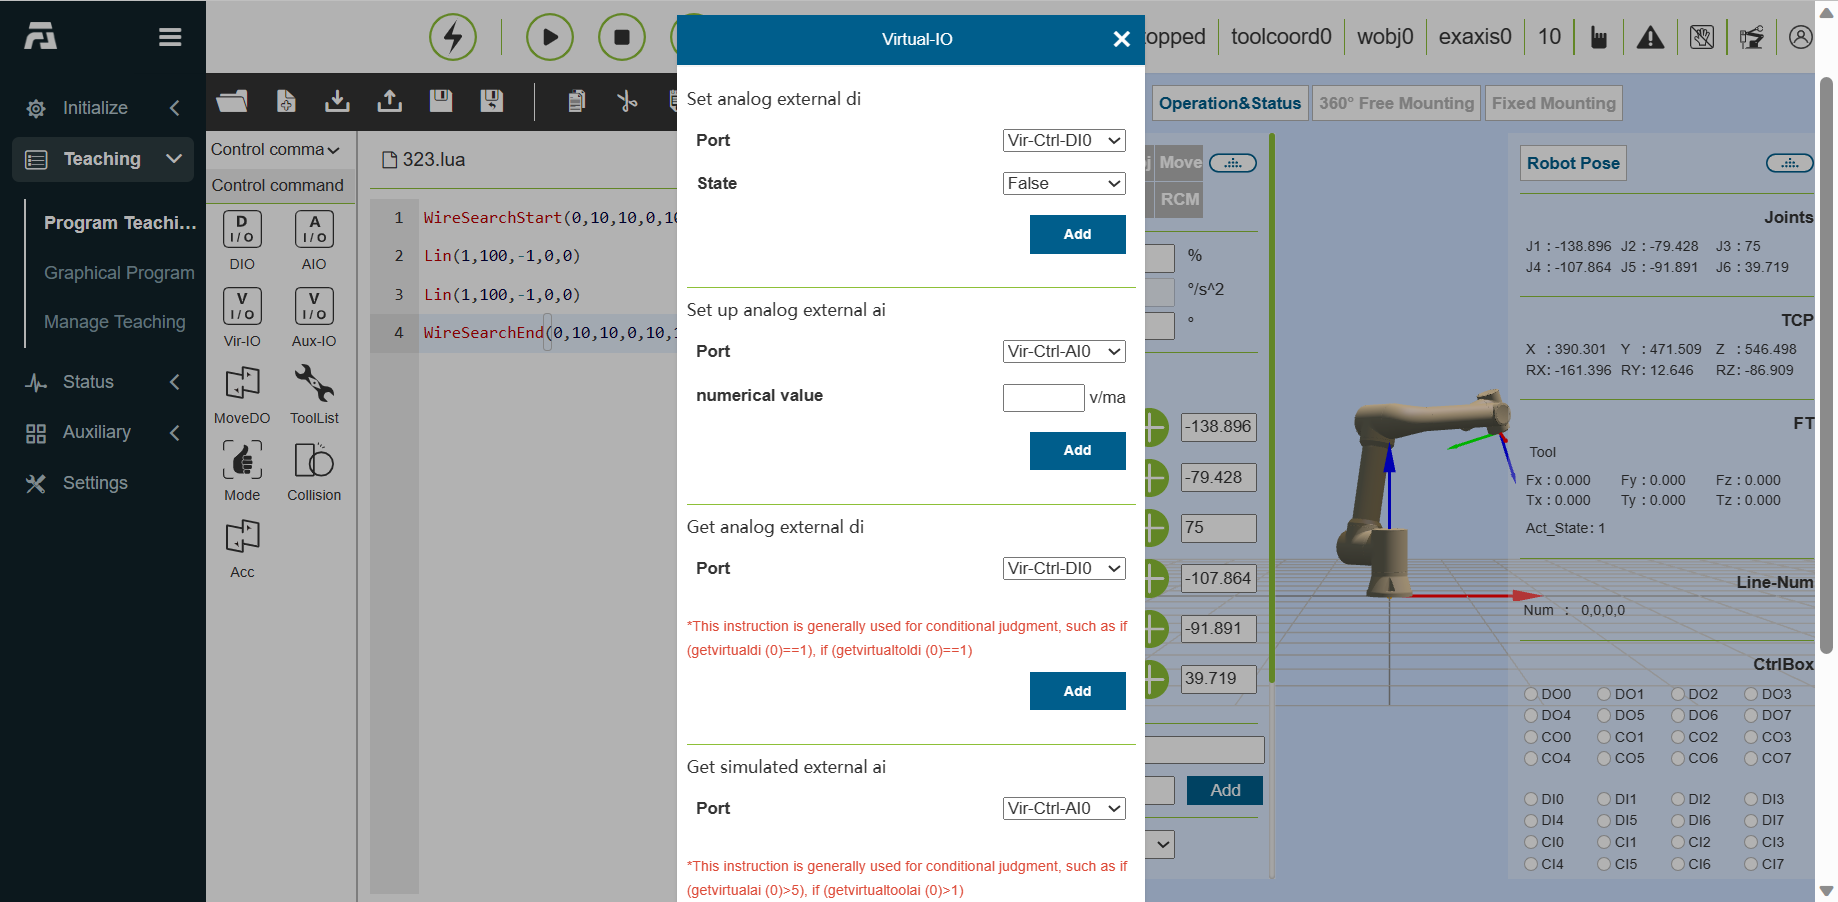 Virtual-IO
opped
toolcoord0
wobj0
exaxis0
10
Initialize
Teaching
Program Teachi...
Graphical Program
Manage Teaching
Status
Auxiliary
Settings
Control comma
Control command
D
I/O
DIO
A
I/O
AIO
V
I/O
Vir-IO
V
I/O
Aux-IO
MoveDO
ToolList
Mode
Collision
Acc
323.lua
1 WireSearchStart(0,10,10,0,10
2 Lin(1,100,-1,0,0)
3 Lin(1,100,-1,0,0)
4 WireSearchEnd(0,10,10,0,10,
Set analog external di
Port Vir-Ctrl-DI0
State False
Add
Set up analog external ai
Port Vir-Ctrl-AI0
numerical value v/ma
Add
Get analog external di
Port Vir-Ctrl-DI0
*This instruction is generally used for conditional judgment, such as if
(getvirtualdi (0)==1), if (getvirtualtoldi (0)==1)
Add
Get simulated external ai
Port Vir-Ctrl-AI0
*This instruction is generally used for conditional judgment, such as if
(getvirtualai (0)>5), if (getvirtualtoolai (0)>1)
Operation&Status
360° Free Mounting
Fixed Mounting
Move
RCM
%
°/s^2
°
-138.896
-79.428
75
-107.864
-91.891
39.719
Add
Robot Pose
Joints
J1 : -138.896 J2 : -79.428 J3 : 75
J4 : -107.864 J5 : -91.891 J6 : 39.719
TCP
X : 390.301 Y : 471.509 Z : 546.498
RX: -161.396 RY: 12.646 RZ: -86.909
FT
Tool
Fx : 0.000 Fy : 0.000 Fz : 0.000
Tx : 0.000 Ty : 0.000 Tz : 0.000
Act_State: 1
Line-Num
Num : 0,0,0,0
CtrlBox
DO0 DO1 DO2 DO3
DO4 DO5 DO6 DO7
CO0 CO1 CO2 CO3
CO4 CO5 CO6 CO7
DI0 DI1 DI2 DI3
DI4 DI5 DI6 DI7
CI0 CI1 CI2 CI3
CI4 CI5 CI6 CI7